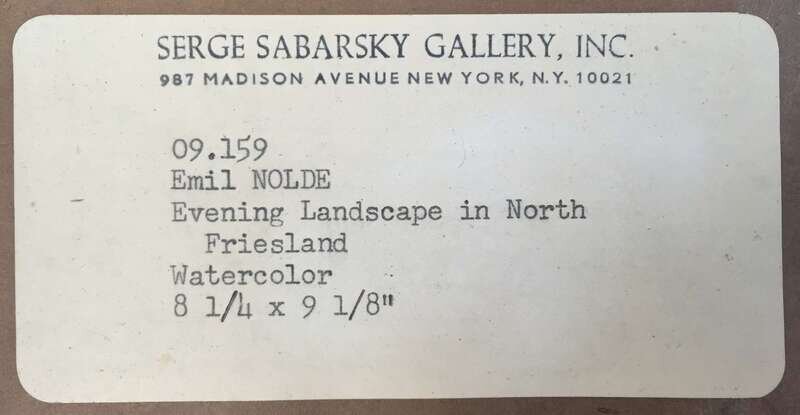 SERGE SABARSKY GALLERY, INC.
987 MADISON AVENUE NEW YORK, N.Y. 10021
09.159
Emil NOLDE
Evening Landscape in North
Friesland
Watercolor
8 1/4 x 9 1/8"